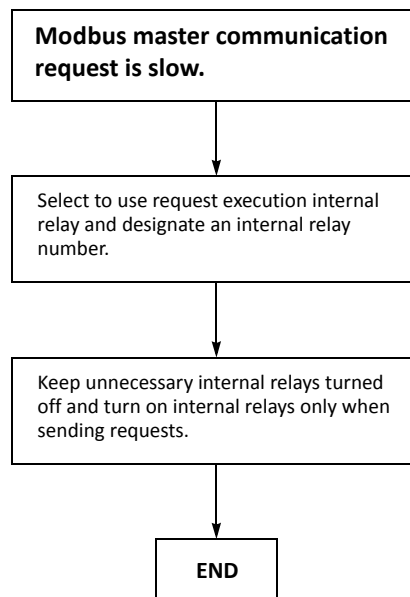 Modbus master communication
request is slow.
Select to use request execution internal
relay and designate an internal relay
number.
Keep unnecessary internal relays turned
off and turn on internal relays only when
sending requests.
END